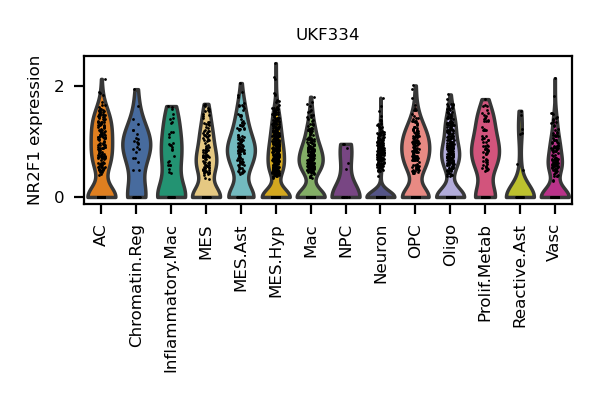 UKF334
NR2F1 expression
2
0
AC
Chromatin.Reg
Inflammatory.Mac
MES
MES.Ast
MES.Hyp
Mac
NPC
Neuron
OPC
Oligo
Prolif.Metab
Reactive.Ast
Vasc